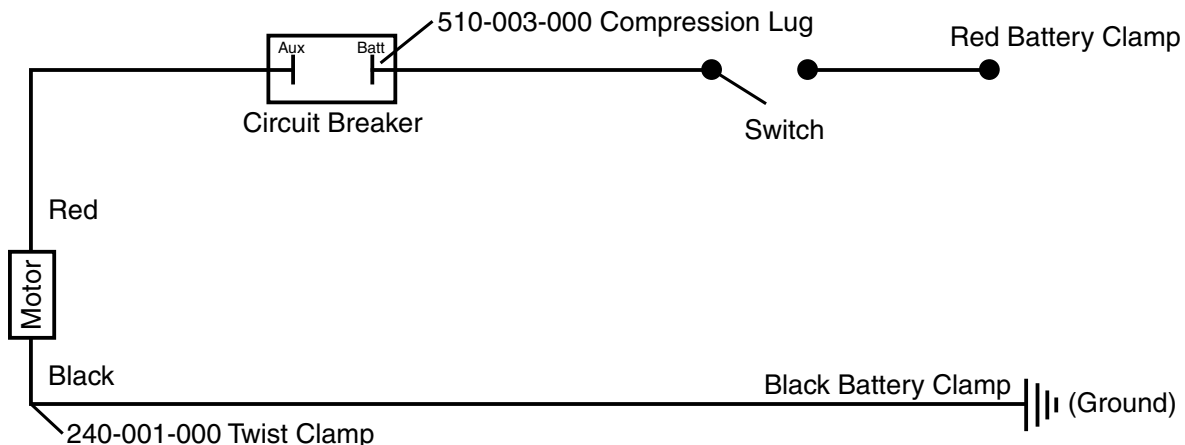 510-003-000 Compression Lug
Red Battery Clamp
Aux
Batt
Circuit Breaker
Switch
Red
Motor
Black
Black Battery Clamp
(Ground)
240-001-000 Twist Clamp